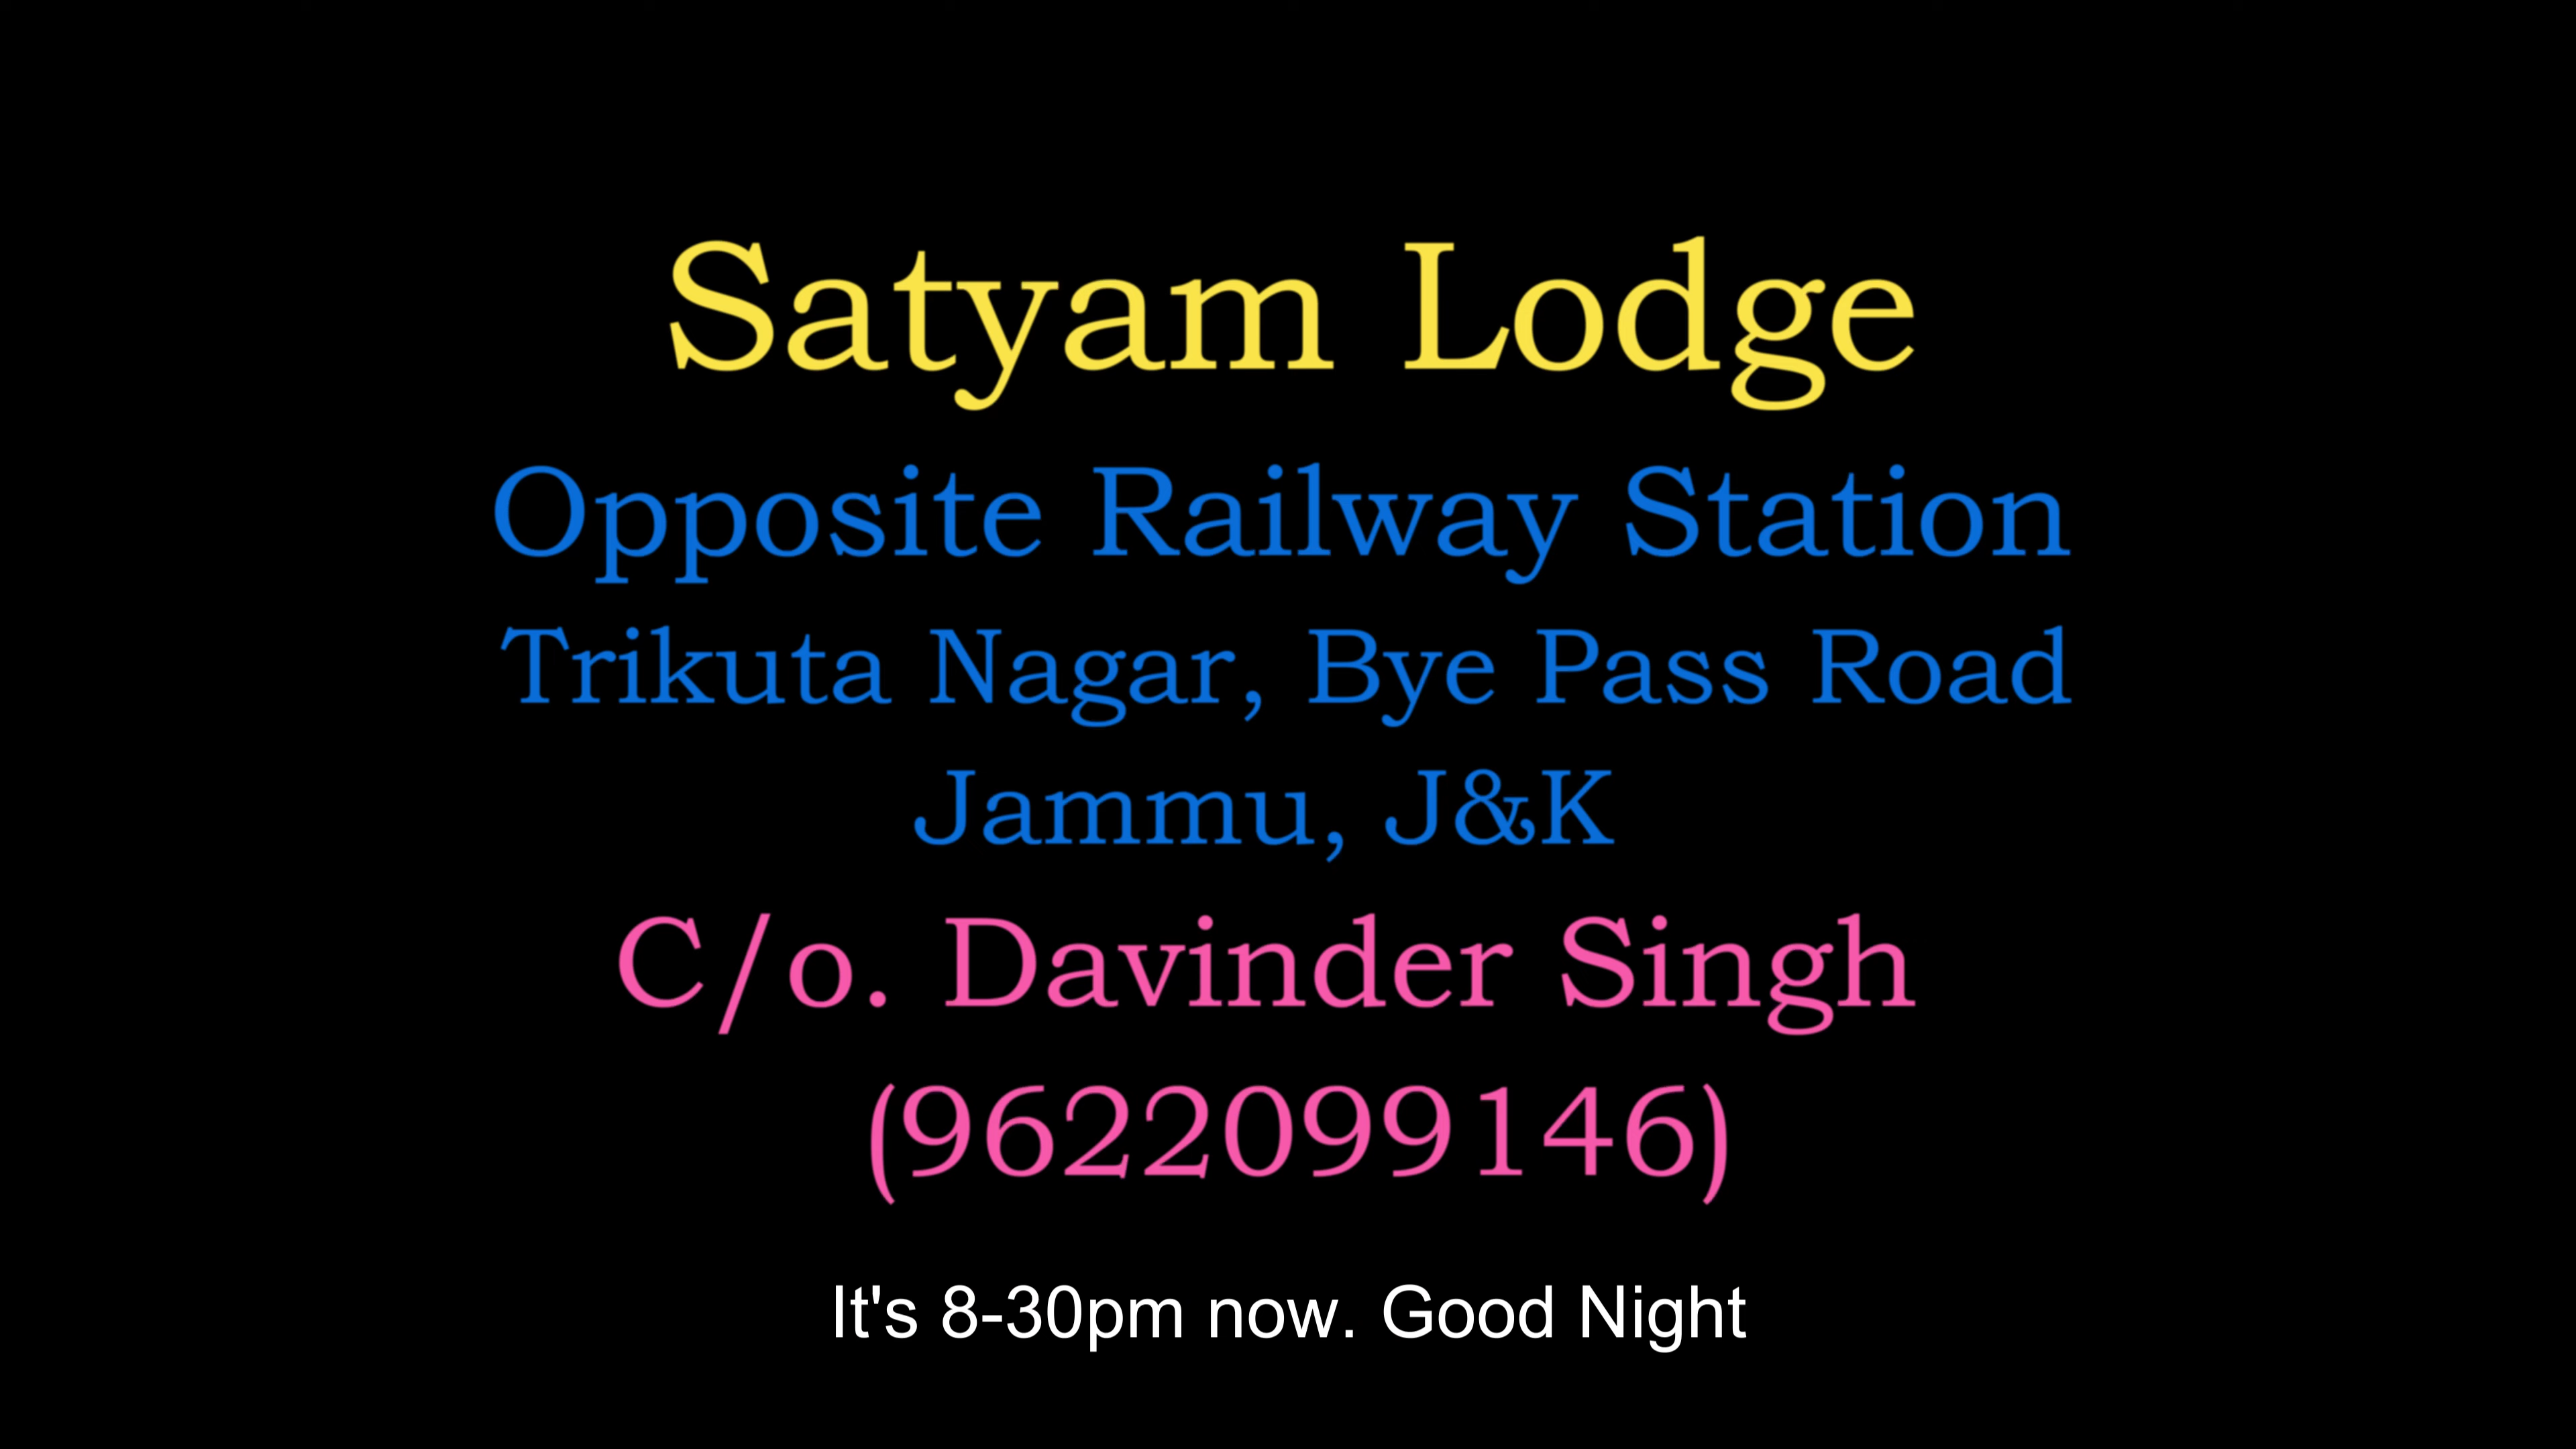 Satyam Lodge
Opposite Railway Station
Trikuta Nagar, Bye Pass Road
Jammu, J&K
C/o. Davinder Singh
(9622099146)
It's 8-30pm now. Good Night